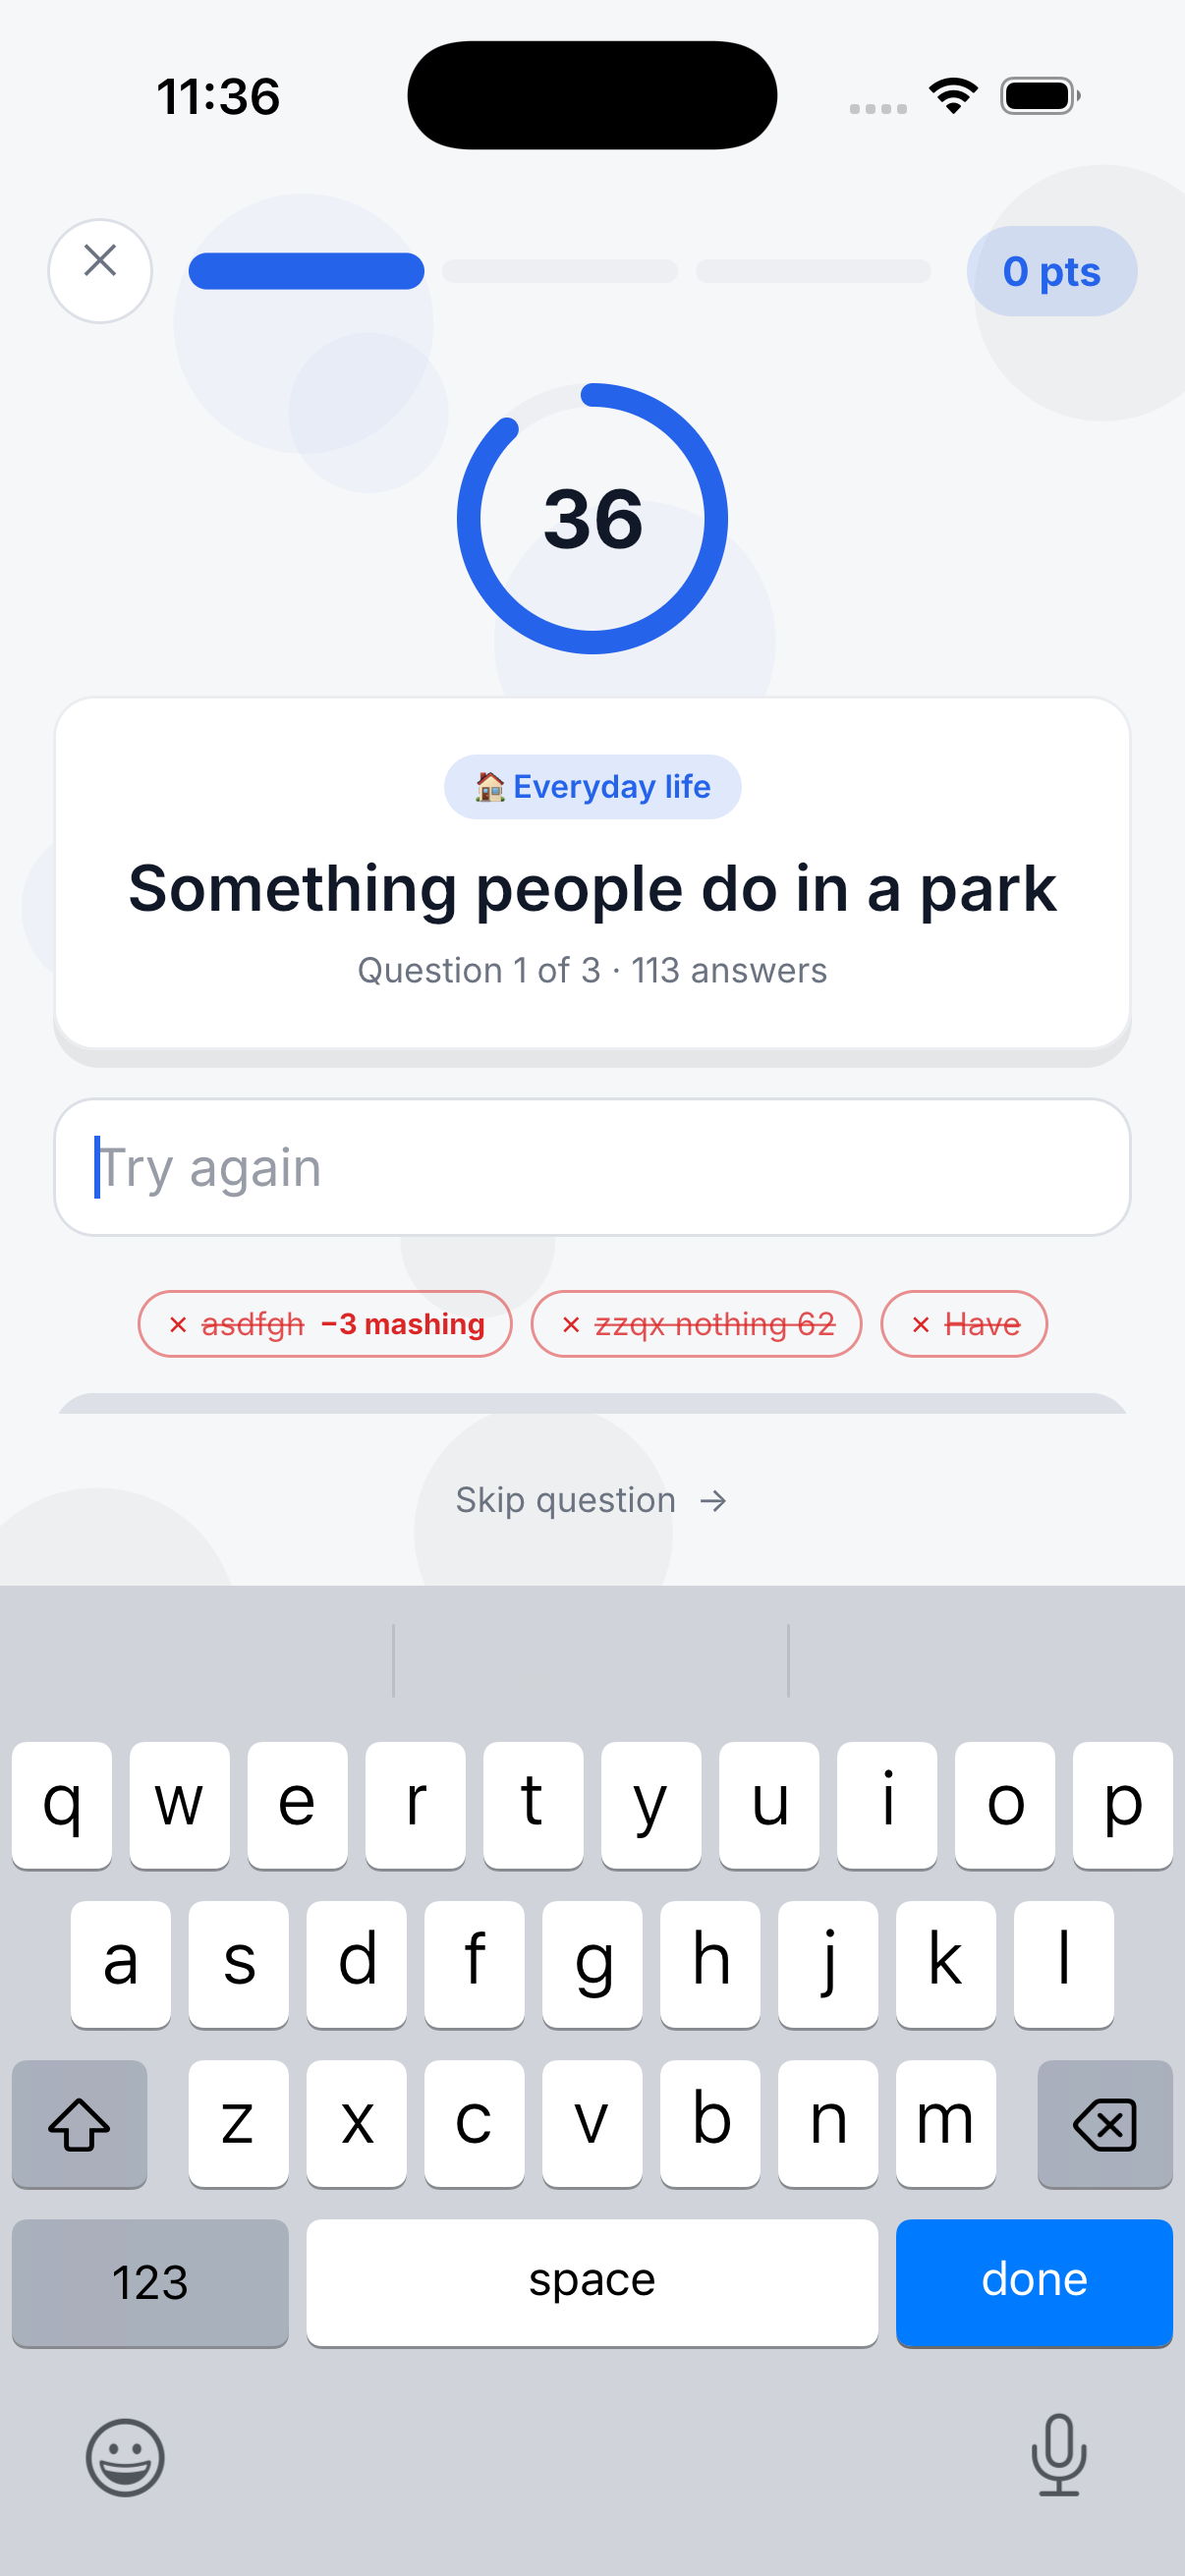 11:36
0 pts
36
🏠 Everyday life
Something people do in a park
Question 1 of 3 · 113 answers
Try again
× asdfgh −3 mashing × zzqx nothing 62 × Have
Skip question →
q w e r t y u i o p
a s d f g h j k l
z x c v b n m
123 space done